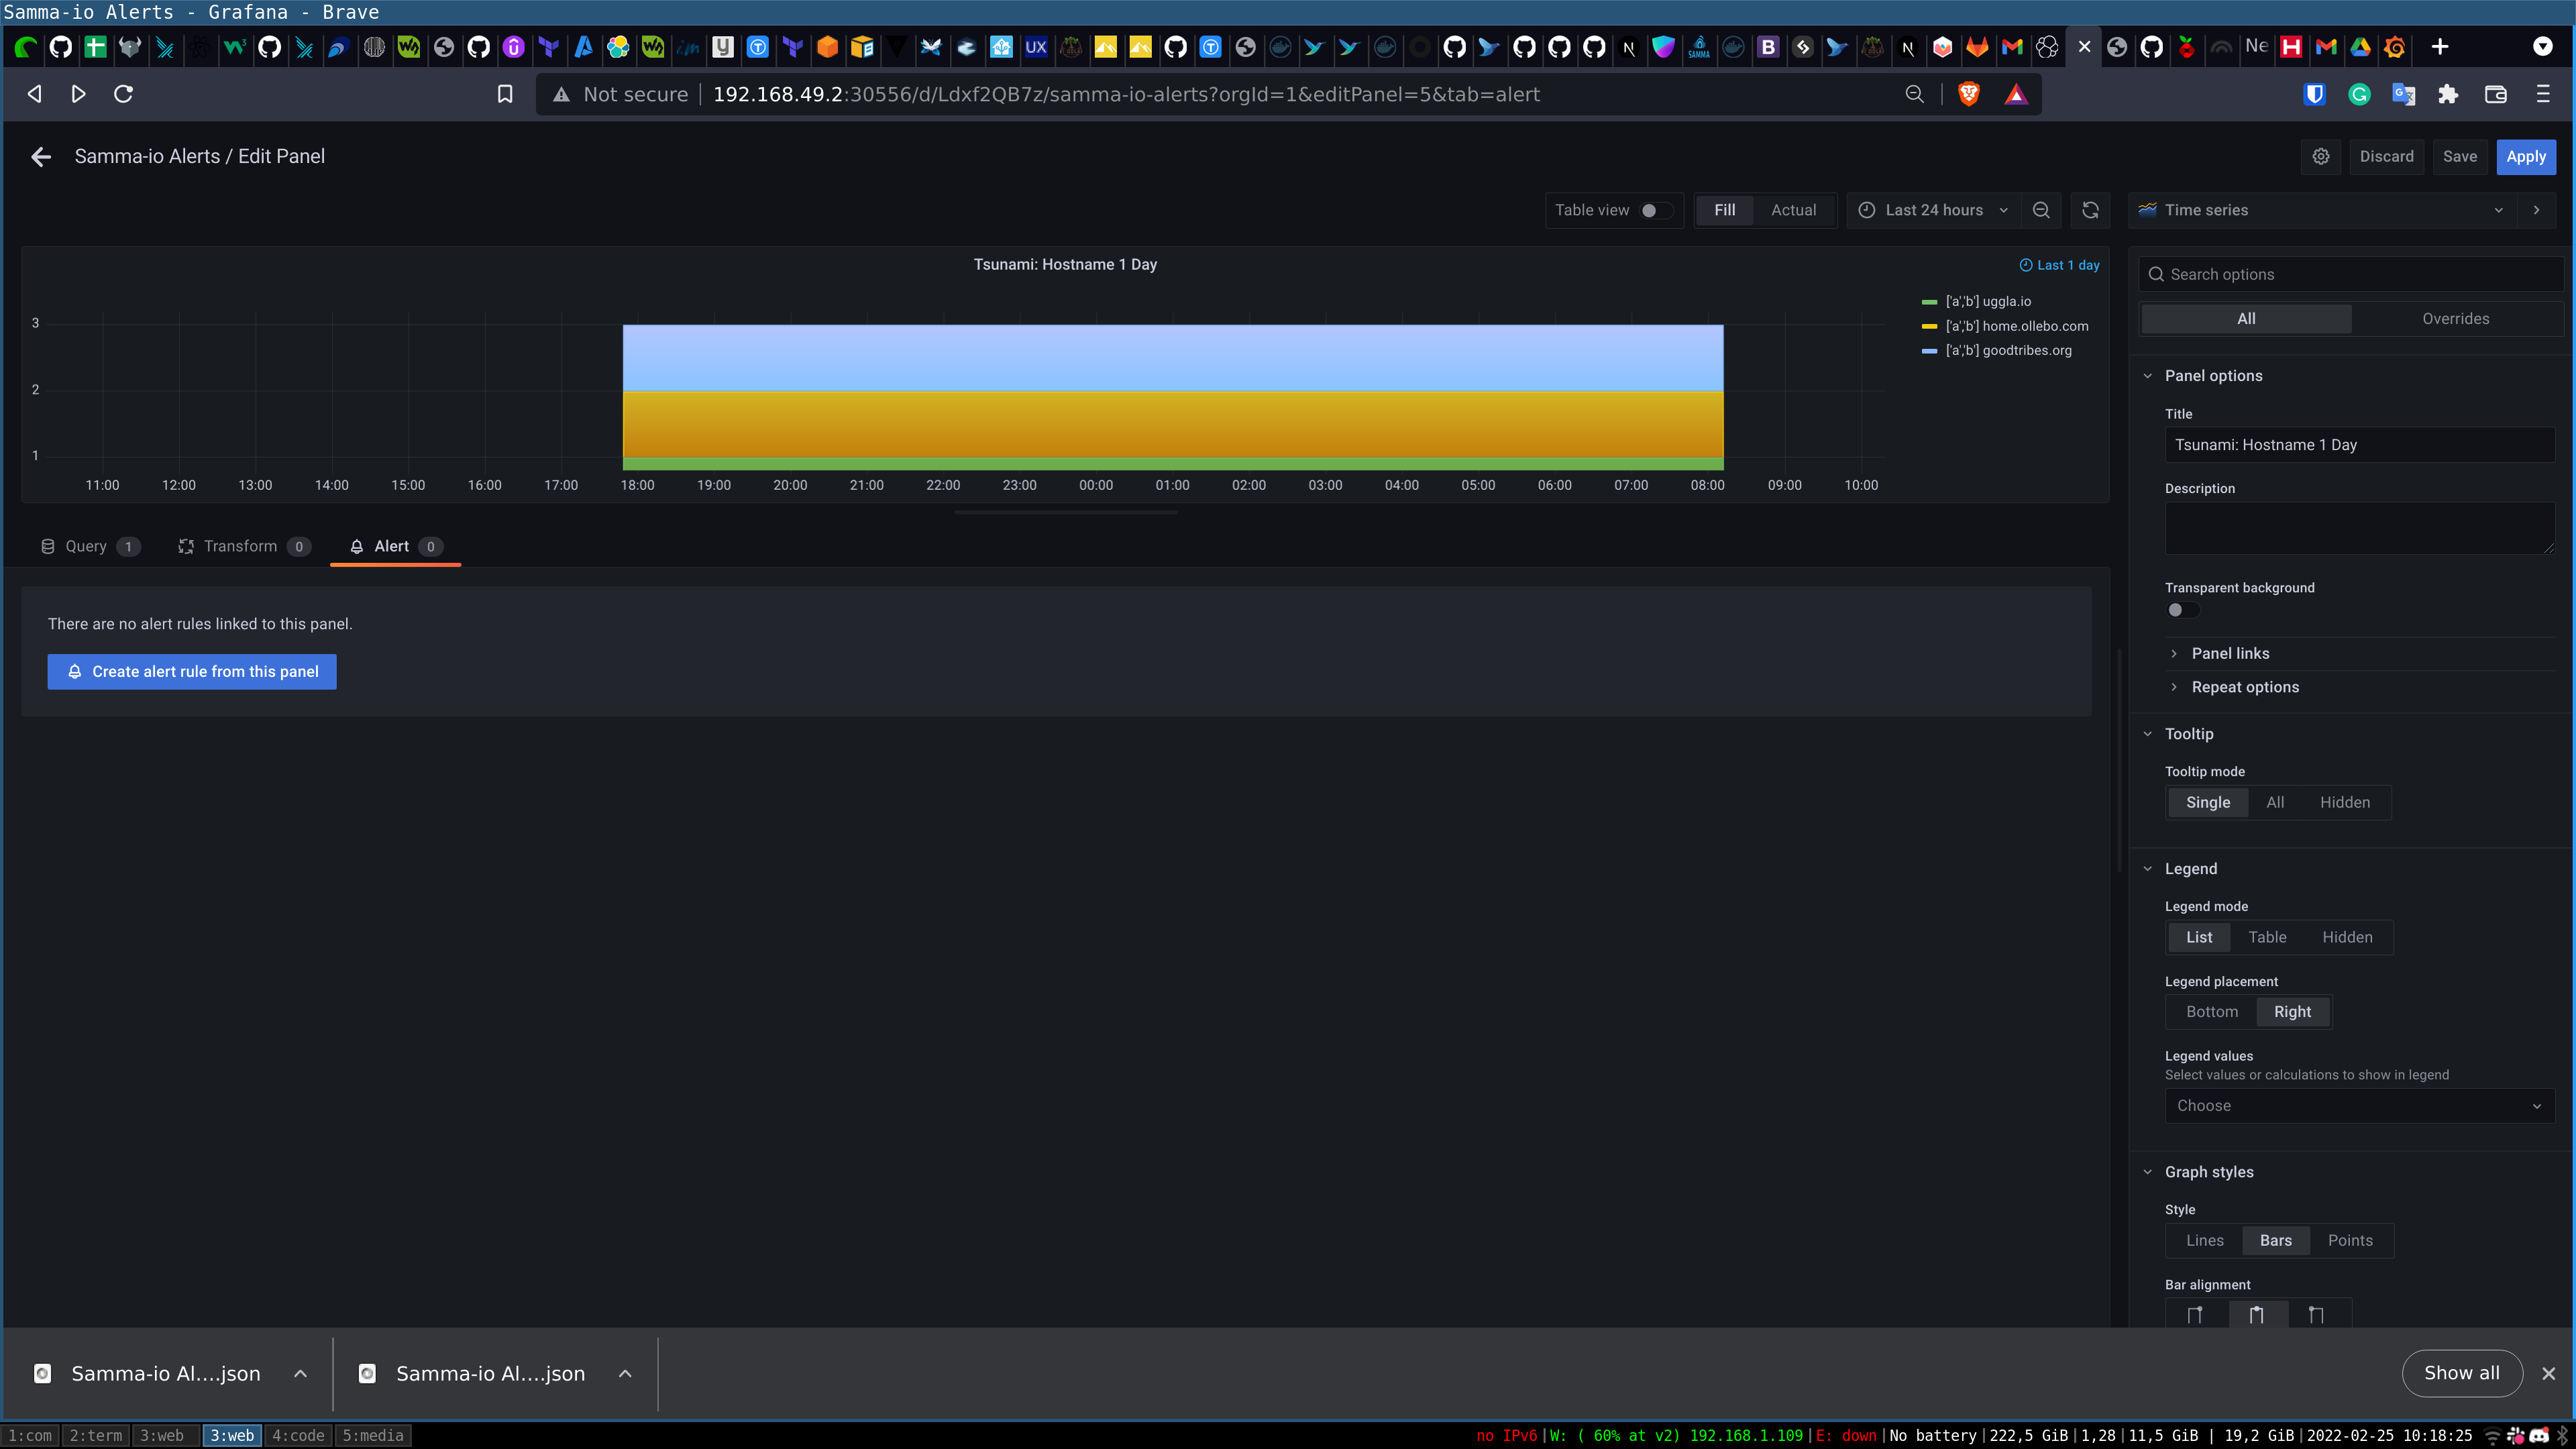 Samma-io Alerts - Grafana - Brave
UX
SAMMA
Ne
Not secure 192.168.49.2:30556/d/Ldxf2QB7z/samma-io-alerts?orgId=1&editPanel=5&tab=alert
Samma-io Alerts / Edit Panel
Discard
Save
Apply
Table view
Fill
Actual
Last 24 hours
Time series
Tsunami: Hostname 1 Day
Last 1 day
3
2
1
11:00 12:00 13:00 14:00 15:00 16:00 17:00 18:00 19:00 20:00 21:00 22:00 23:00 00:00 01:00 02:00 03:00 04:00 05:00 06:00 07:00 08:00 09:00 10:00
['a','b'] uggla.io
['a','b'] home.ollebo.com
['a','b'] goodtribes.org
Query 1
Transform 0
Alert 0
There are no alert rules linked to this panel.
Create alert rule from this panel
Search options
All
Overrides
Panel options
Title
Tsunami: Hostname 1 Day
Description
Transparent background
Panel links
Repeat options
Tooltip
Tooltip mode
Single All Hidden
Legend
Legend mode
List Table Hidden
Legend placement
Bottom Right
Legend values
Select values or calculations to show in legend
Choose
Graph styles
Style
Lines Bars Points
Bar alignment
Samma-io Al....json
Samma-io Al....json
Show all
1:com 2:term 3:web 3:web 4:code 5:media
no IPv6|W: ( 60% at v2) 192.168.1.109|E: down|No battery|222,5 GiB|1,28|11,5 GiB | 19,2 GiB|2022-02-25 10:18:25